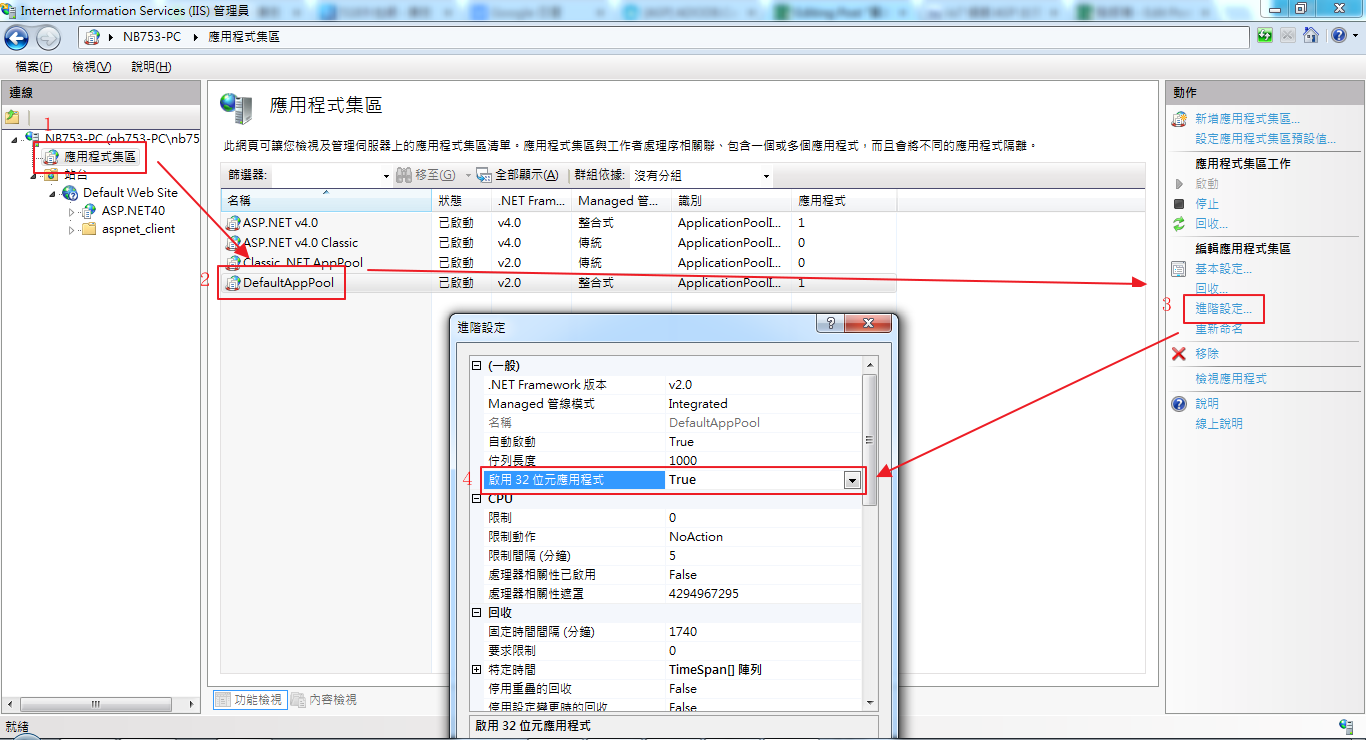 Internet Information Services (IIS) 管理員
NB753-PC
應用程式集區
檔案(F) 檢視(V) 說明(H)
連線
1
NB753-PC (nb753-PC\nb75
應用程式集區
站台
Default Web Site
ASP.NET40
aspnet_client
應用程式集區
此網頁可讓您檢視及管理伺服器上的應用程式集區清單。應用程式集區與工作者處理序相關聯、包含一個或多個應用程式，而且會將不同的應用程式隔離。
篩選器: 移至(G) 全部顯示(A) 群組依據: 沒有分組
名稱 狀態 .NET Fram... Managed 管... 識別 應用程式
ASP.NET v4.0 已啟動 v4.0 整合式 ApplicationPoolI... 1
ASP.NET v4.0 Classic 已啟動 v4.0 傳統 ApplicationPoolI... 0
Classic .NET AppPool 已啟動 v2.0 傳統 ApplicationPoolI... 0
2
DefaultAppPool 已啟動 v2.0 整合式 ApplicationPoolI... 1
進階設定
(一般)
.NET Framework 版本 v2.0
Managed 管線模式 Integrated
名稱 DefaultAppPool
自動啟動 True
佇列長度 1000
4
啟用 32 位元應用程式 True
CPU
限制 0
限制動作 NoAction
限制間隔 (分鐘) 5
處理器相關性已啟用 False
處理器相關性遮罩 4294967295
回收
固定時間間隔 (分鐘) 1740
要求限制 0
特定時間 TimeSpan[] 陣列
停用重疊的回收 False
停用設定變更時的回收 False
啟用 32 位元應用程式
功能檢視 內容檢視
動作
新增應用程式集區...
設定應用程式集區預設值...
應用程式集區工作
啟動
停止
回收...
編輯應用程式集區
基本設定...
回收...
3
進階設定...
重新命名
移除
檢視應用程式
說明
線上說明
就緒